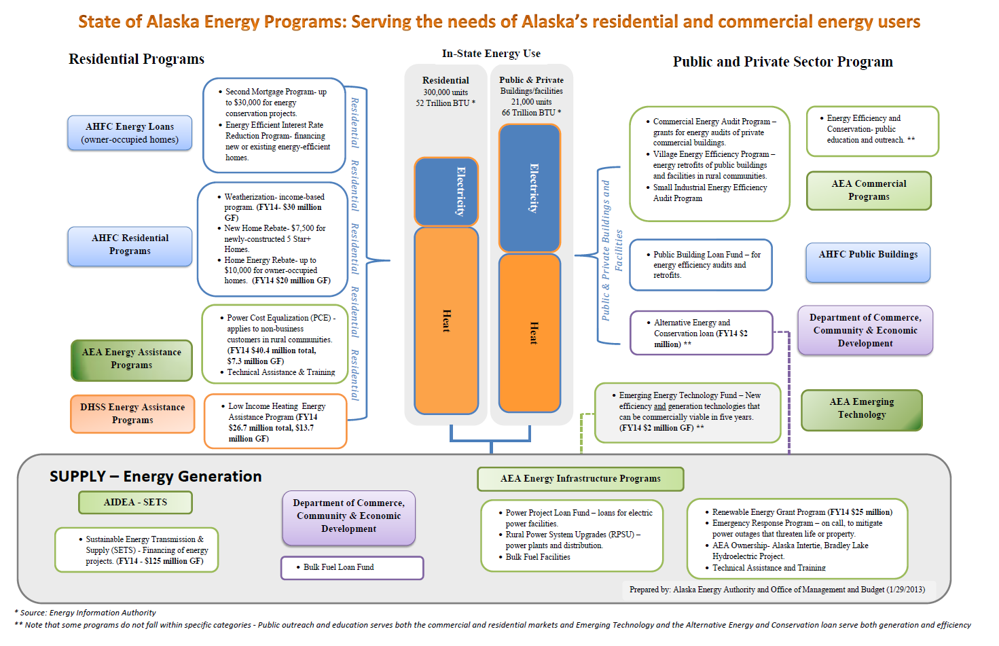 State of Alaska Energy Programs: Serving the needs of Alaska's residential and commercial energy users
Residential Programs
In-State Energy Use
Public and Private Sector Program
AHFC Energy Loans
(owner-occupied homes)
• Second Mortgage Program- up
to $30,000 for energy
conservation projects.
• Energy Efficient Interest Rate
Reduction Program- financing
new or existing energy-efficient
homes.
AHFC Residential
Programs
• Weatherization- income-based
program. (FY14- $30 million
GF)
• New Home Rebate- $7,500 for
newly-constructed 5 Star+
Homes.
• Home Energy Rebate- up to
$10,000 for owner-occupied
homes. (FY14 $20 million GF)
AEA Energy Assistance
Programs
• Power Cost Equalization (PCE) -
applies to non-business
customers in rural communities.
(FY14 $40.4 million total,
$7.3 million GF)
• Technical Assistance & Training
DHSS Energy Assistance
Programs
• Low Income Heating Energy
Assistance Program (FY14
$26.7 million total, $13.7
million GF)
Residential Residential Residential Residential Residential
Residential
300,000 units
52 Trillion BTU *
Electricity
Heat
Public & Private
Buildings/facilities
21,000 units
66 Trillion BTU *
Electricity
Heat
Public & Private Buildings and
Facilities
• Commercial Energy Audit Program –
grants for energy audits of private
commercial buildings.
• Village Energy Efficiency Program –
energy retrofits of public buildings
and facilities in rural communities.
• Small Industrial Energy Efficiency
Audit Program
• Energy Efficiency and
Conservation- public
education and outreach. **
AEA Commercial
Programs
• Public Building Loan Fund – for
energy efficiency audits and
retrofits.
AHFC Public Buildings
• Alternative Energy and
Conservation loan (FY14 $2
million) **
Department of Commerce,
Community & Economic
Development
• Emerging Energy Technology Fund – New
efficiency and generation technologies that
can be commercially viable in five years.
(FY14 $2 million GF) **
AEA Emerging
Technology
SUPPLY – Energy Generation
AIDEA - SETS
• Sustainable Energy Transmission &
Supply (SETS) - Financing of energy
projects. (FY14 - $125 million GF)
Department of Commerce,
Community & Economic
Development
• Bulk Fuel Loan Fund
AEA Energy Infrastructure Programs
• Power Project Loan Fund – loans for electric
power facilities.
• Rural Power System Upgrades (RPSU) –
power plants and distribution.
• Bulk Fuel Facilities
• Renewable Energy Grant Program (FY14 $25 million)
• Emergency Response Program – on call, to mitigate
power outages that threaten life or property.
• AEA Ownership- Alaska Intertie, Bradley Lake
Hydroelectric Project.
• Technical Assistance and Training
Prepared by: Alaska Energy Authority and Office of Management and Budget (1/29/2013)
* Source: Energy Information Authority
** Note that some programs do not fall within specific categories - Public outreach and education serves both the commercial and residential markets and Emerging Technology and the Alternative Energy and Conservation loan serve both generation and efficiency